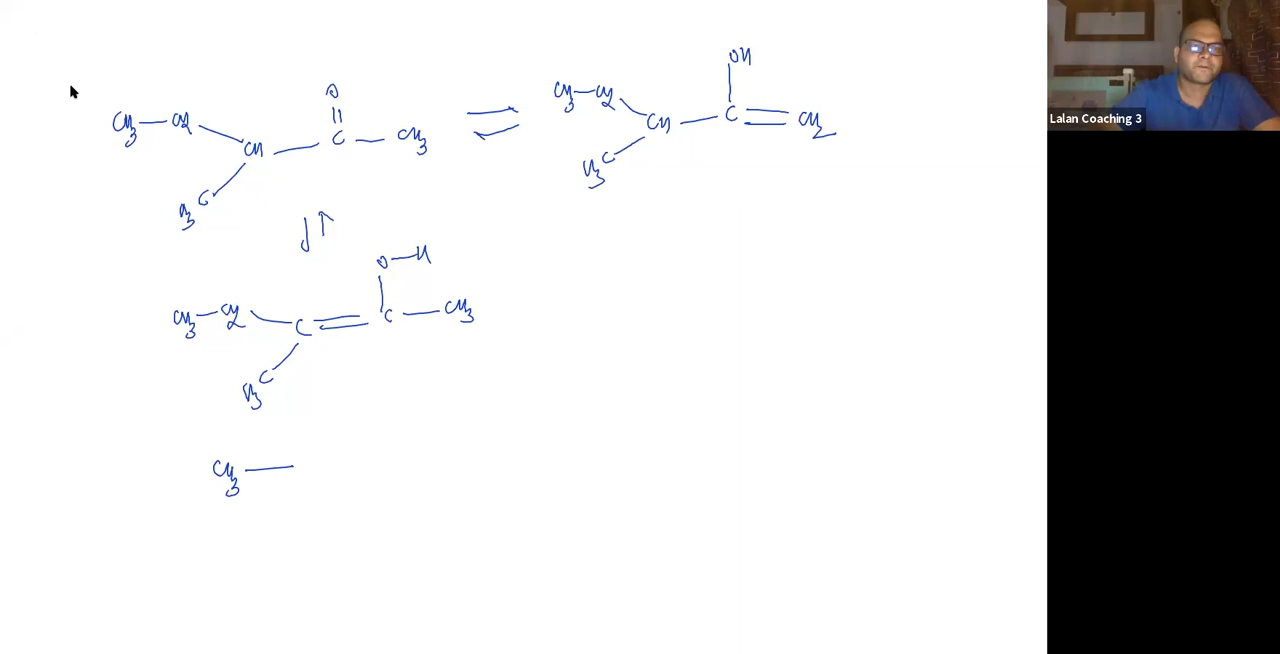 CH3—CH2
CH—C—CH3
O
H3C
⇌
CH3—CH2
CH—C=CH2
OH
H3C
Lalan Coaching 3
↓↑
CH3—CH2
C=C—CH3
O—H
H3C
CH3—